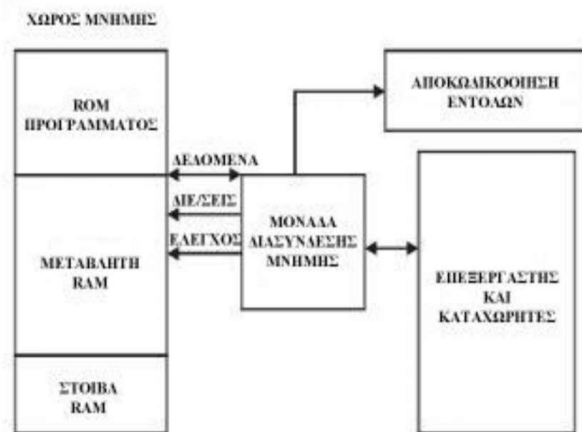 ΧΩΡΟΣ ΜΝΗΜΗΣ
ROM
ΠΡΟΓΡΑΜΜΑΤΟΣ
ΑΠΟΚΩΔΙΚΟΟΙΗΣΗ
ΕΝΤΟΛΩΝ
ΔΕΔΟΜΕΝΑ
ΔΙΕ/ΣΕΙΣ
ΕΛΕΓΧΟΣ
ΜΟΝΑΔΑ
ΔΙΑΣΥΝΔΕΣΗΣ
ΜΝΗΜΗΣ
ΜΕΤΑΒΛΗΤΗ
RAM
ΕΠΕΞΕΡΓΑΣΤΗΣ
ΚΑΙ
ΚΑΤΑΧΩΡΗΤΕΣ
ΣΤΟΙΒΑ
RAM